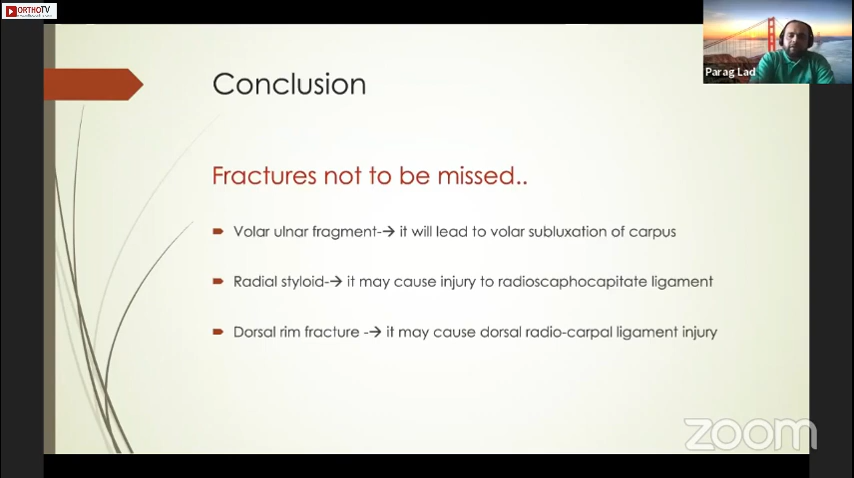 ORTHOTV
Parag Lad
Conclusion
Fractures not to be missed..
Volar ulnar fragment-→ it will lead to volar subluxation of carpus
Radial styloid-→ it may cause injury to radioscaphocapitate ligament
Dorsal rim fracture -→ it may cause dorsal radio-carpal ligament injury
zoom